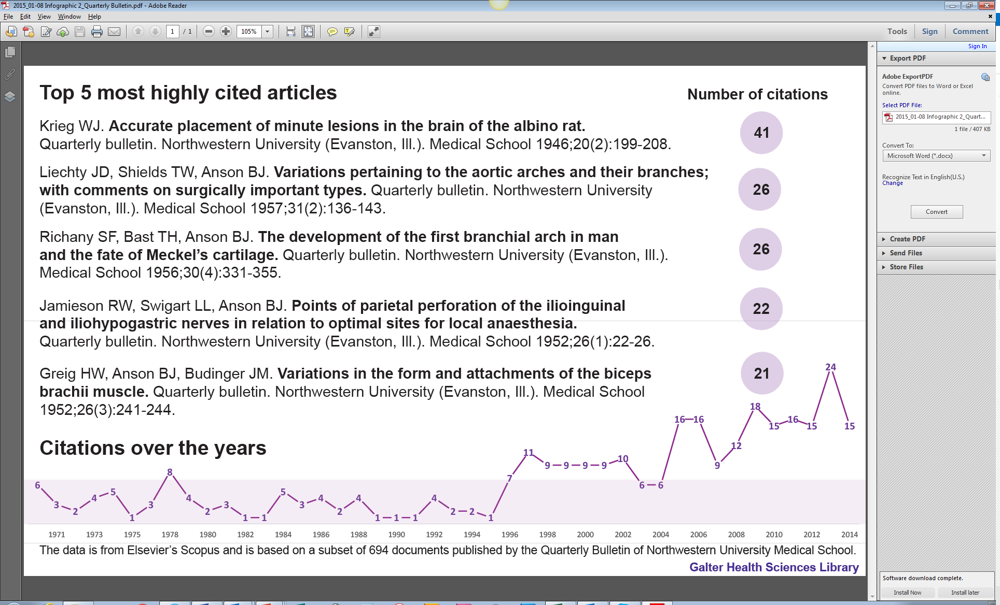 2015_01-08 Infographic 2_Quarterly Bulletin.pdf - Adobe Reader
File Edit View Window Help
1 / 1 105% Tools Sign Comment
Sign In
Export PDF
Adobe ExportPDF
Convert PDF files to Word or Excel
online.
Select PDF File:
2015_01-08 Infographic 2_Quart...
1 file / 407 KB
Convert To:
Microsoft Word (*.docx)
Recognize Text in English(U.S.)
Change
Convert
Create PDF
Send Files
Store Files
Top 5 most highly cited articles
Number of citations
Krieg WJ. Accurate placement of minute lesions in the brain of the albino rat.
Quarterly bulletin. Northwestern University (Evanston, Ill.). Medical School 1946;20(2):199-208.
41
Liechty JD, Shields TW, Anson BJ. Variations pertaining to the aortic arches and their branches;
with comments on surgically important types. Quarterly bulletin. Northwestern University
(Evanston, Ill.). Medical School 1957;31(2):136-143.
26
Richany SF, Bast TH, Anson BJ. The development of the first branchial arch in man
and the fate of Meckel's cartilage. Quarterly bulletin. Northwestern University (Evanston, Ill.).
Medical School 1956;30(4):331-355.
26
Jamieson RW, Swigart LL, Anson BJ. Points of parietal perforation of the ilioinguinal
and iliohypogastric nerves in relation to optimal sites for local anaesthesia.
Quarterly bulletin. Northwestern University (Evanston, Ill.). Medical School 1952;26(1):22-26.
22
Greig HW, Anson BJ, Budinger JM. Variations in the form and attachments of the biceps
brachii muscle. Quarterly bulletin. Northwestern University (Evanston, Ill.). Medical School
1952;26(3):241-244.
21
Citations over the years
6 3 2 4 5 1 3 8 4 2 3 1 1 5 3 4 2 4 1 1 1 4 2 2 1 7 11 9 9 9 9 10 6 6 16 16 9 12 18 15 16 15 24 15
1971 1973 1975 1978 1980 1982 1984 1986 1988 1990 1992 1994 1996 1998 2000 2002 2004 2006 2008 2010 2012 2014
The data is from Elsevier's Scopus and is based on a subset of 694 documents published by the Quarterly Bulletin of Northwestern University Medical School.
Galter Health Sciences Library
Software download complete.
Install Now Install later